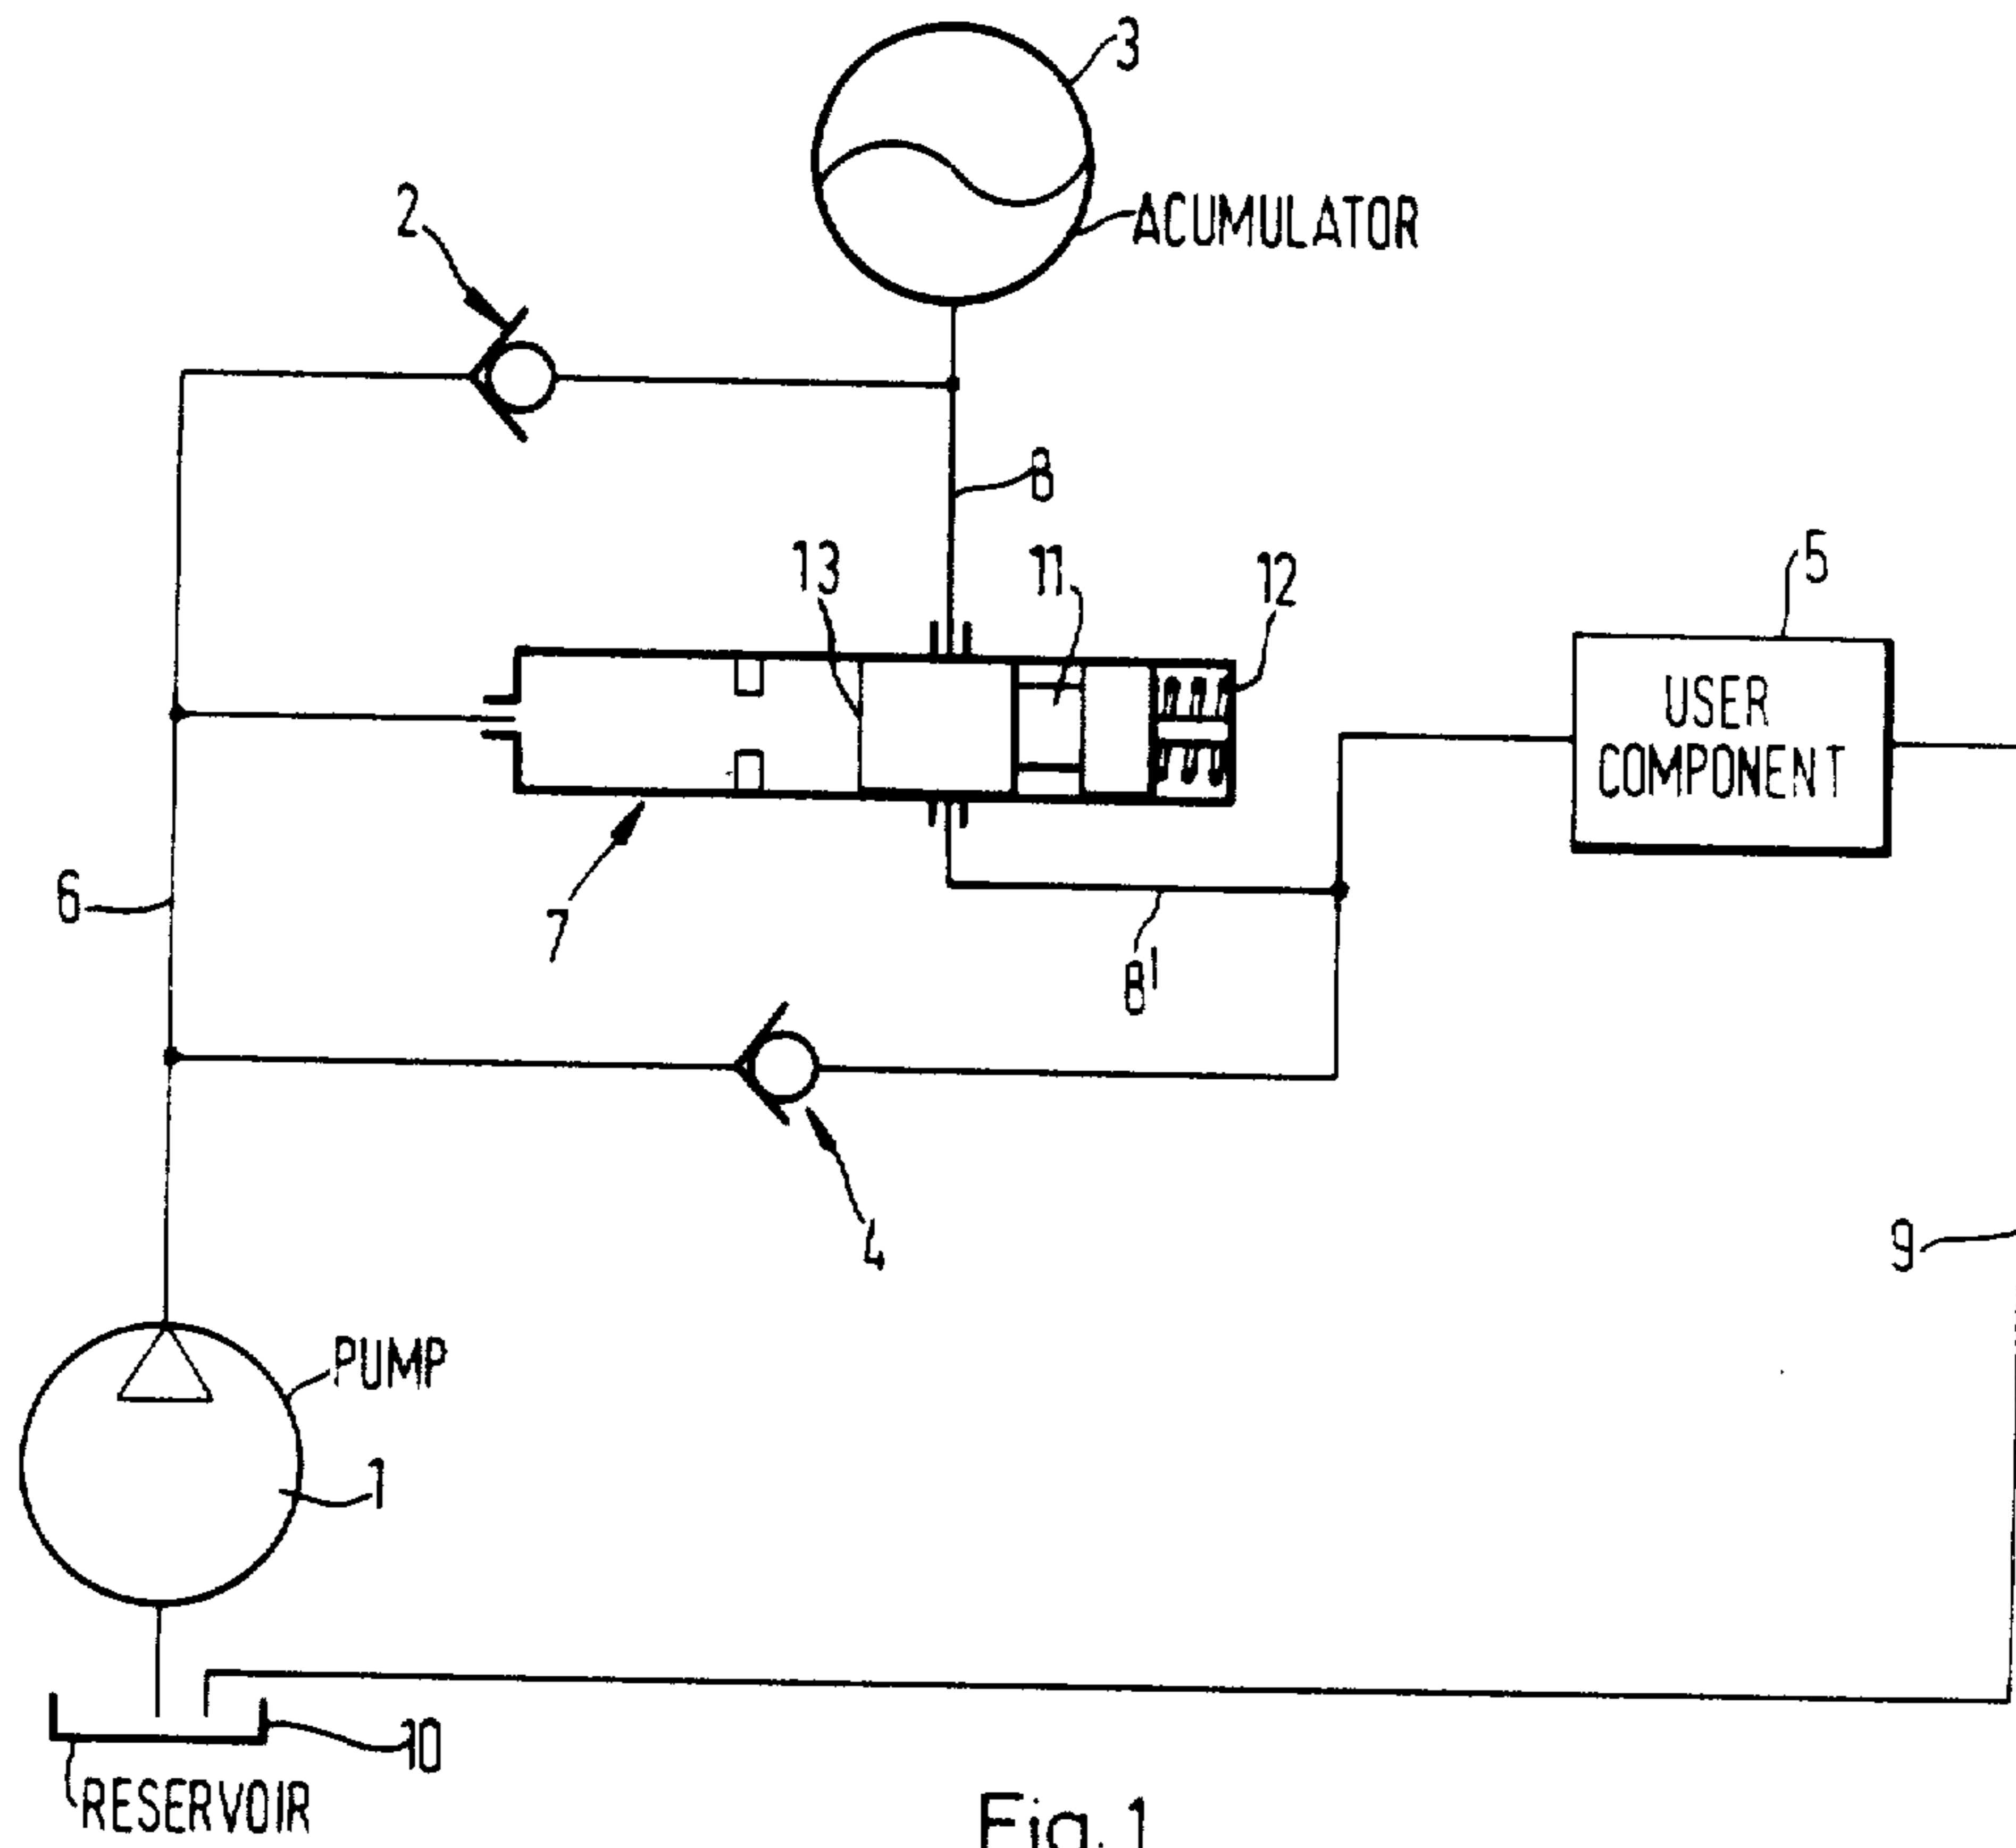 3
ACUMULATOR
2
8
13
11
12
5
USER
COMPONENT
6
7
8'
4
9
PUMP
1
10
RESERVOIR
Fig. 1